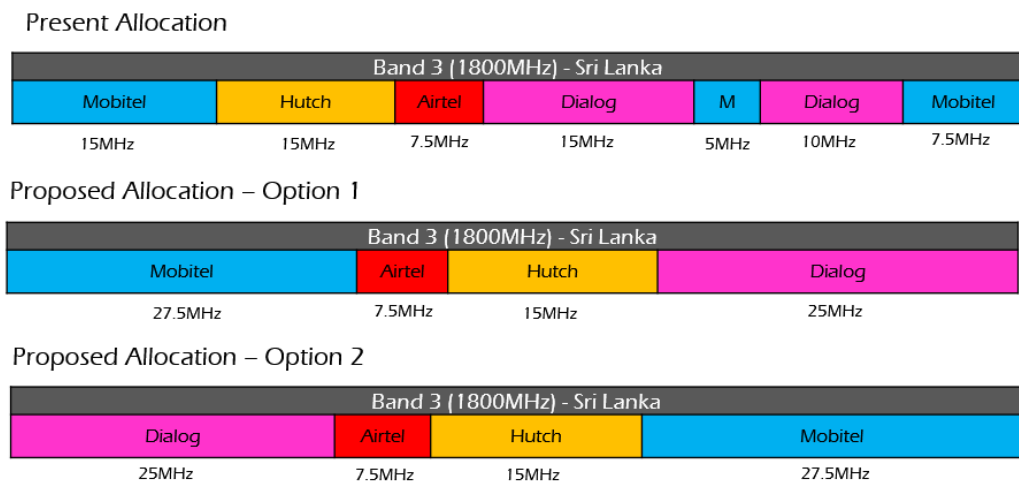 Present Allocation
Band 3 (1800MHz) - Sri Lanka
Mobitel Hutch Airtel Dialog M Dialog Mobitel
15MHz 15MHz 7.5MHz 15MHz 5MHz 10MHz 7.5MHz
Proposed Allocation – Option 1
Band 3 (1800MHz) - Sri Lanka
Mobitel Airtel Hutch Dialog
27.5MHz 7.5MHz 15MHz 25MHz
Proposed Allocation – Option 2
Band 3 (1800MHz) - Sri Lanka
Dialog Airtel Hutch Mobitel
25MHz 7.5MHz 15MHz 27.5MHz